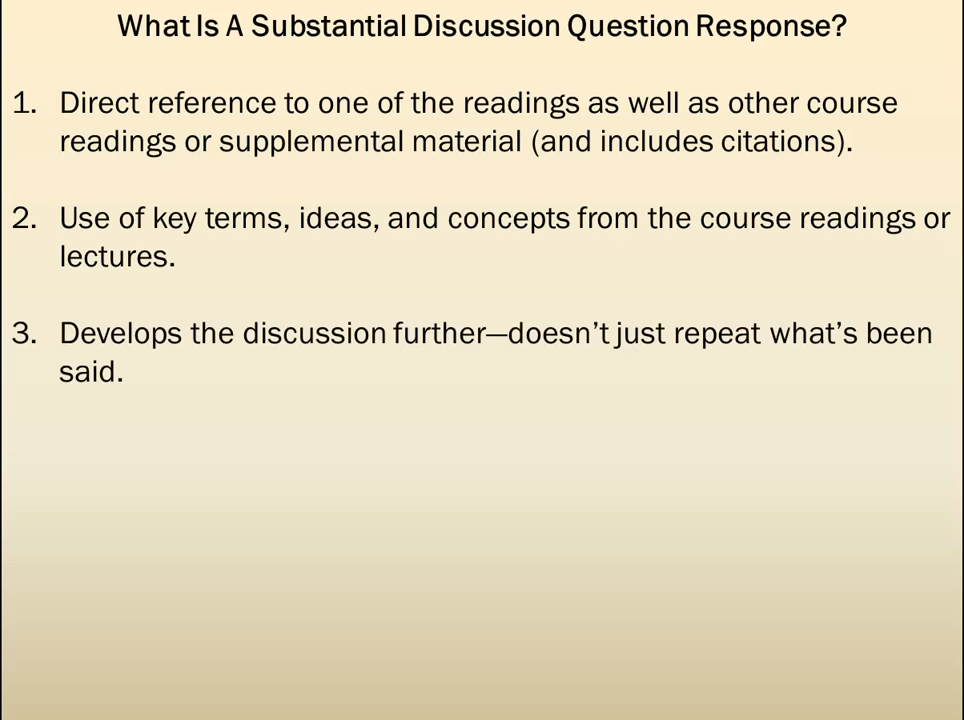 What Is A Substantial Discussion Question Response?
1. Direct reference to one of the readings as well as other course
readings or supplemental material (and includes citations).
2. Use of key terms, ideas, and concepts from the course readings or
lectures.
3. Develops the discussion further—doesn’t just repeat what’s been
said.